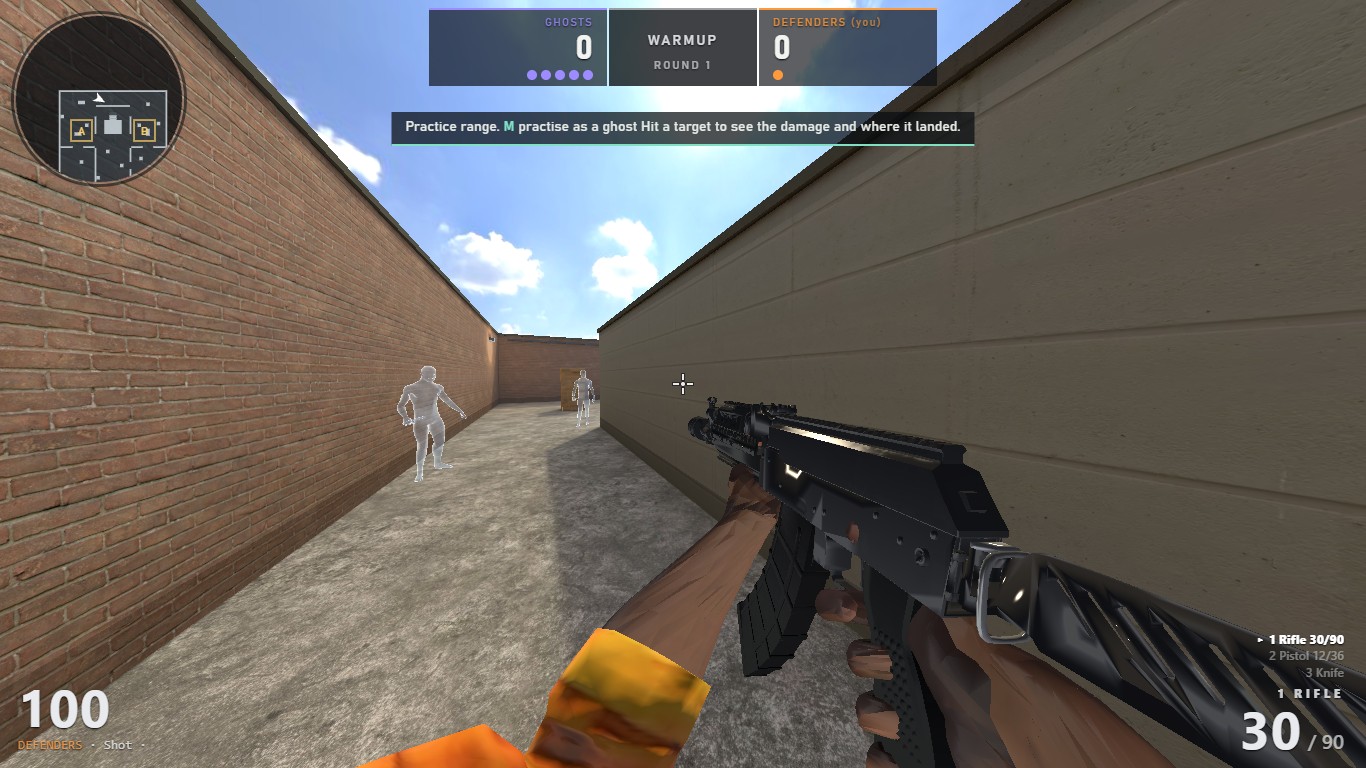 GHOSTS
0
WARMUP
ROUND 1
DEFENDERS (you)
0
A
B
Practice range. M practise as a ghost Hit a target to see the damage and where it landed.
▸ 1 Rifle 30/90
2 Pistol 12/36
3 Knife
1 RIFLE
30 / 90
100
DEFENDERS · Shot ·